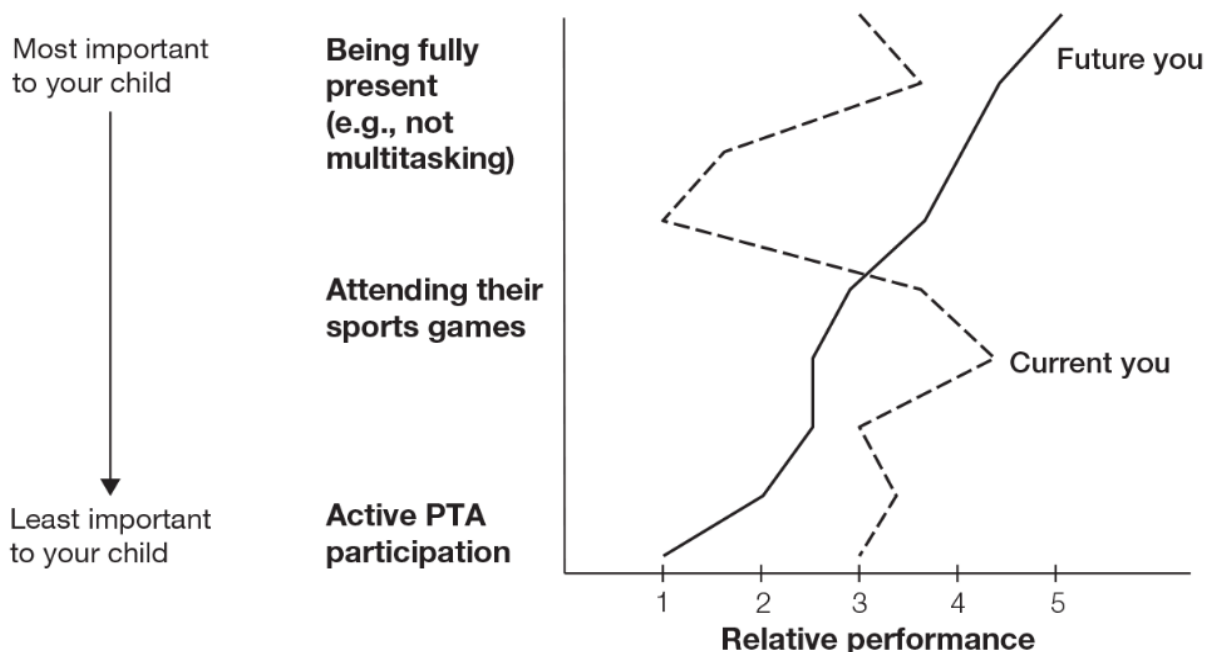 Most important
to your child
Being fully
present
(e.g., not
multitasking)
Future you
Attending their
sports games
Current you
Least important
to your child
Active PTA
participation
1 2 3 4 5
Relative performance